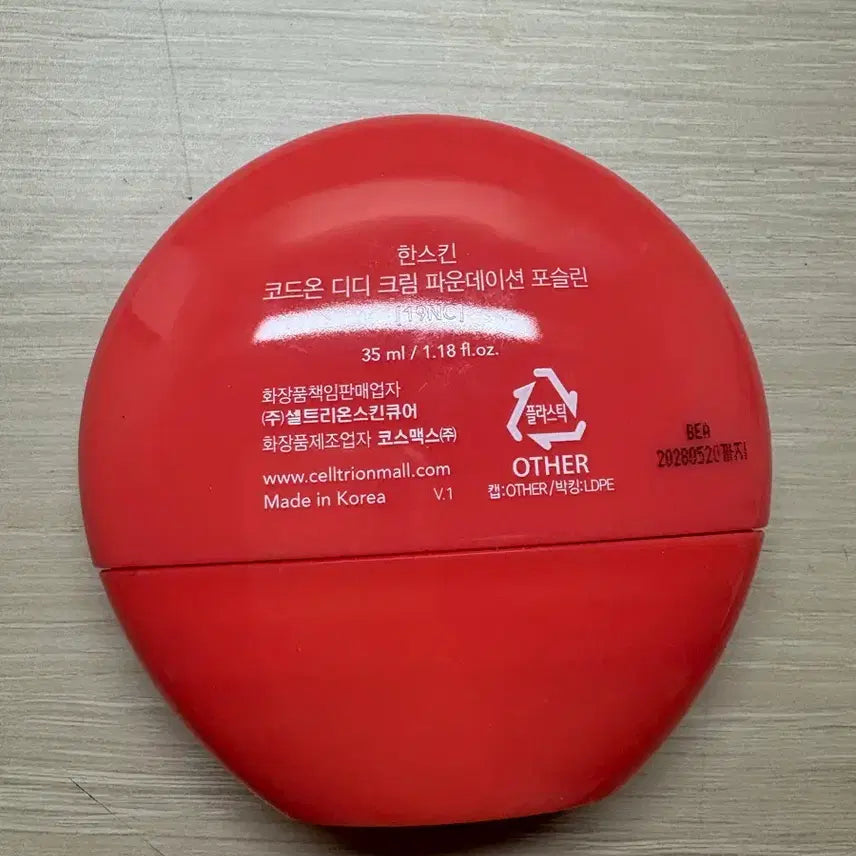 한스킨
코드온 디디 크림 파운데이션 포슬린
[19NC]
35 ml / 1.18 fl.oz.
화장품책임판매업자
(주)셀트리온스킨큐어
화장품제조업자 코스맥스(주)
www.celltrionmall.com
Made in Korea V.1
플라스틱
OTHER
캡:OTHER/박킹:LDPE
BEA
20280520까지